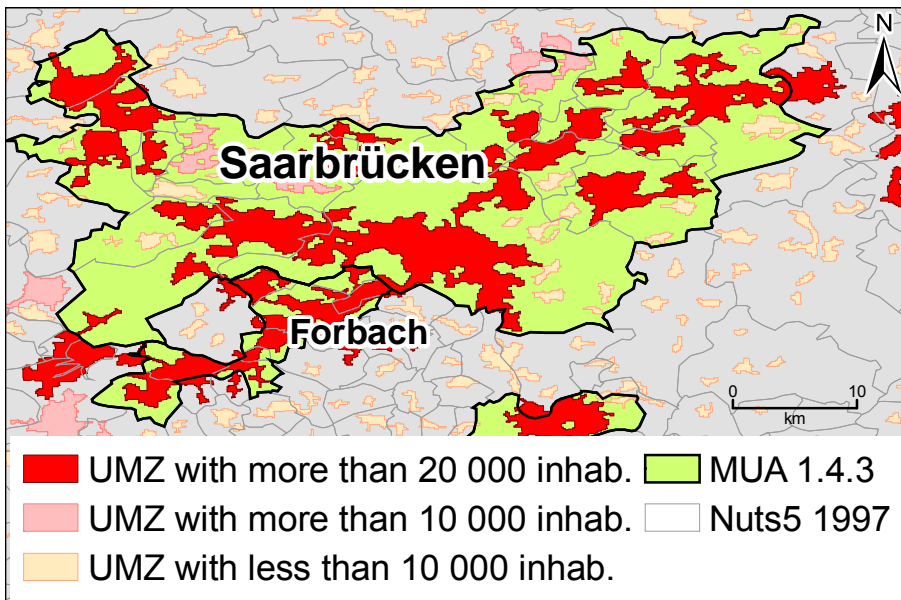 N
Saarbrücken
Forbach
0 10
km
UMZ with more than 20 000 inhab.
MUA 1.4.3
UMZ with more than 10 000 inhab.
Nuts5 1997
UMZ with less than 10 000 inhab.